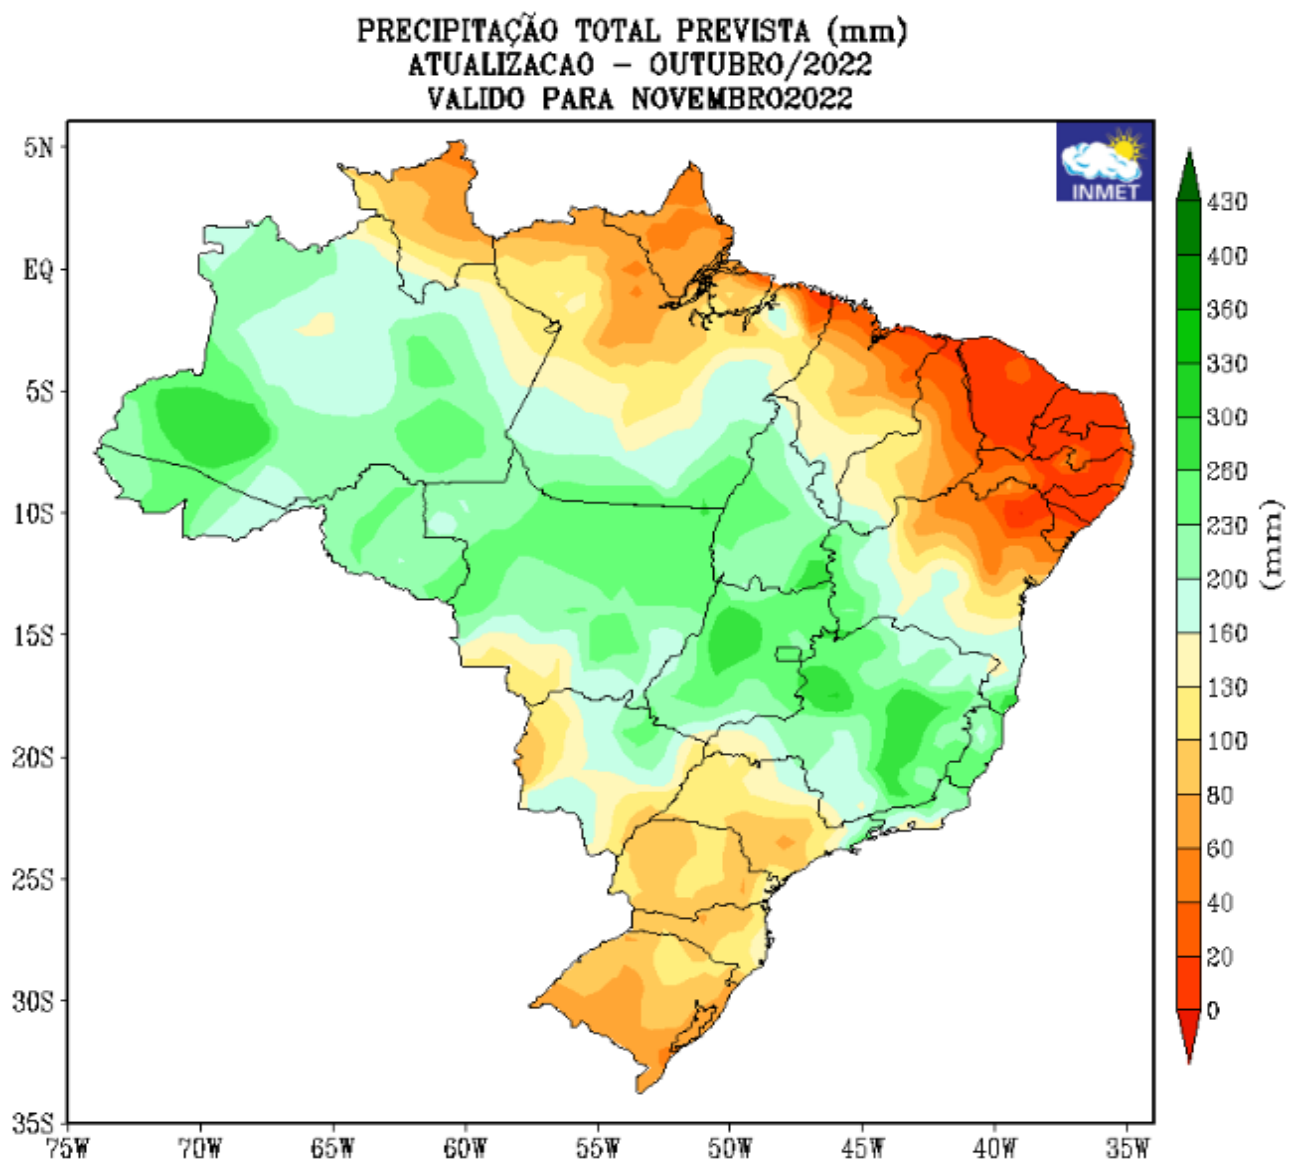 PRECIPITAÇÃO TOTAL PREVISTA (mm)
ATUALIZACAO – OUTUBRO/2022
VALIDO PARA NOVEMBRO2022
INMET
5N
EQ
5S
10S
15S
20S
25S
30S
35S
75W 70W 65W 60W 55W 50W 45W 40W 35W
430
400
360
330
300
260
230
200
160
130
100
80
60
40
20
0
(mm)